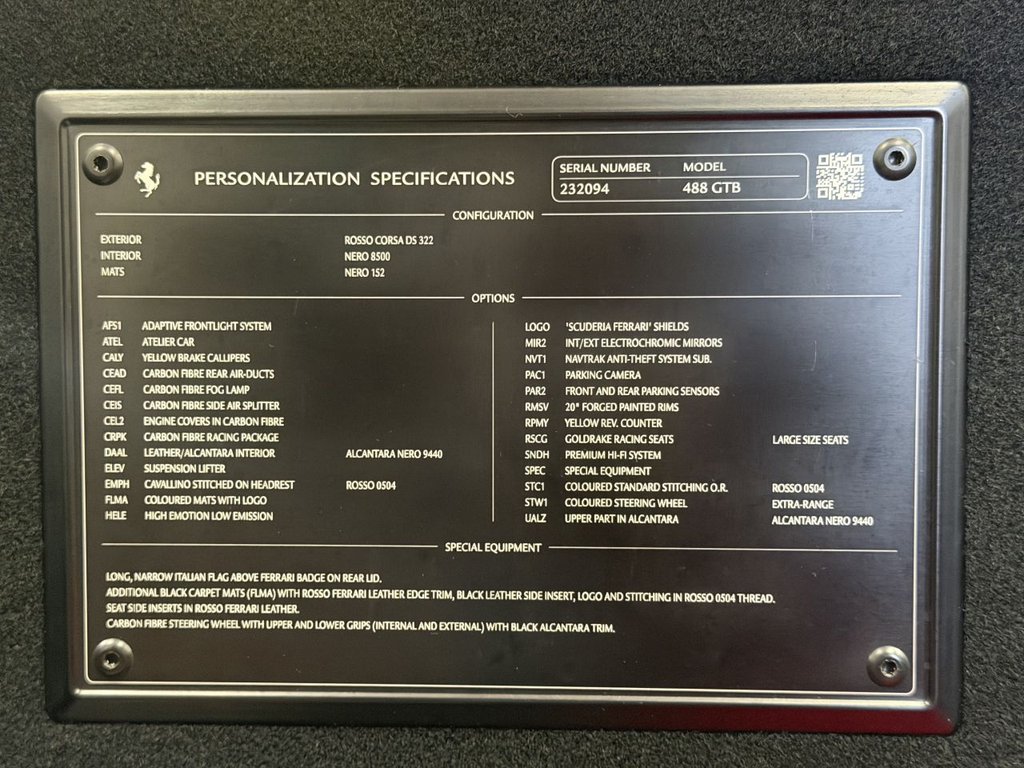 PERSONALIZATION SPECIFICATIONS
SERIAL NUMBER MODEL
232094 488 GTB
CONFIGURATION
EXTERIOR ROSSO CORSA DS 322
INTERIOR NERO 8500
MATS NERO 152
OPTIONS
AFS1 ADAPTIVE FRONTLIGHT SYSTEM
ATEL ATELIER CAR
CALY YELLOW BRAKE CALLIPERS
CEAD CARBON FIBRE REAR AIR-DUCTS
CEFL CARBON FIBRE FOG LAMP
CEIS CARBON FIBRE SIDE AIR SPLITTER
CEL2 ENGINE COVERS IN CARBON FIBRE
CRPK CARBON FIBRE RACING PACKAGE
DAAL LEATHER/ALCANTARA INTERIOR ALCANTARA NERO 9440
ELEV SUSPENSION LIFTER
EMPH CAVALLINO STITCHED ON HEADREST ROSSO 0504
FLMA COLOURED MATS WITH LOGO
HELE HIGH EMOTION LOW EMISSION
LOGO 'SCUDERIA FERRARI' SHIELDS
MIR2 INT/EXT ELECTROCHROMIC MIRRORS
NVT1 NAVTRAK ANTI-THEFT SYSTEM SUB.
PAC1 PARKING CAMERA
PAR2 FRONT AND REAR PARKING SENSORS
RMSV 20" FORGED PAINTED RIMS
RPMY YELLOW REV. COUNTER
RSCG GOLDRAKE RACING SEATS LARGE SIZE SEATS
SNDH PREMIUM HI-FI SYSTEM
SPEC SPECIAL EQUIPMENT
STC1 COLOURED STANDARD STITCHING O.R. ROSSO 0504
STW1 COLOURED STEERING WHEEL EXTRA-RANGE
UALZ UPPER PART IN ALCANTARA ALCANTARA NERO 9440
SPECIAL EQUIPMENT
LONG, NARROW ITALIAN FLAG ABOVE FERRARI BADGE ON REAR LID.
ADDITIONAL BLACK CARPET MATS (FLMA) WITH ROSSO FERRARI LEATHER EDGE TRIM, BLACK LEATHER SIDE INSERT, LOGO AND STITCHING IN ROSSO 0504 THREAD.
SEAT SIDE INSERTS IN ROSSO FERRARI LEATHER.
CARBON FIBRE STEERING WHEEL WITH UPPER AND LOWER GRIPS (INTERNAL AND EXTERNAL) WITH BLACK ALCANTARA TRIM.